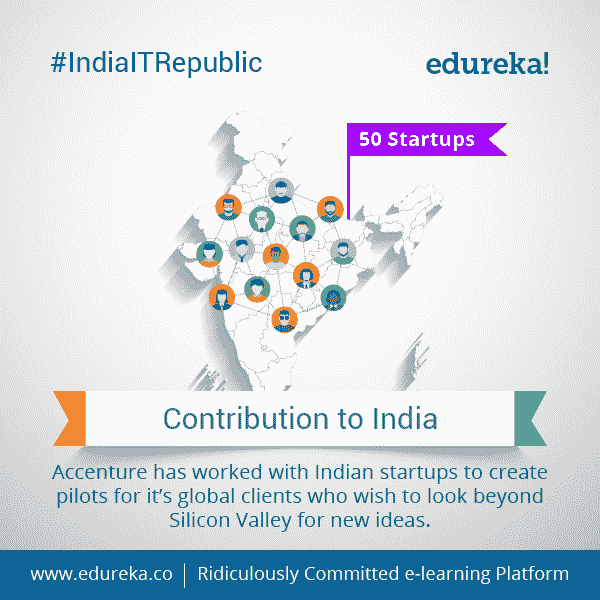 #IndiaITRepublic
edureka!
50 Startups
Contribution to India
Accenture has worked with Indian startups to create
pilots for it's global clients who wish to look beyond
Silicon Valley for new ideas.
www.edureka.co | Ridiculously Committed e-learning Platform